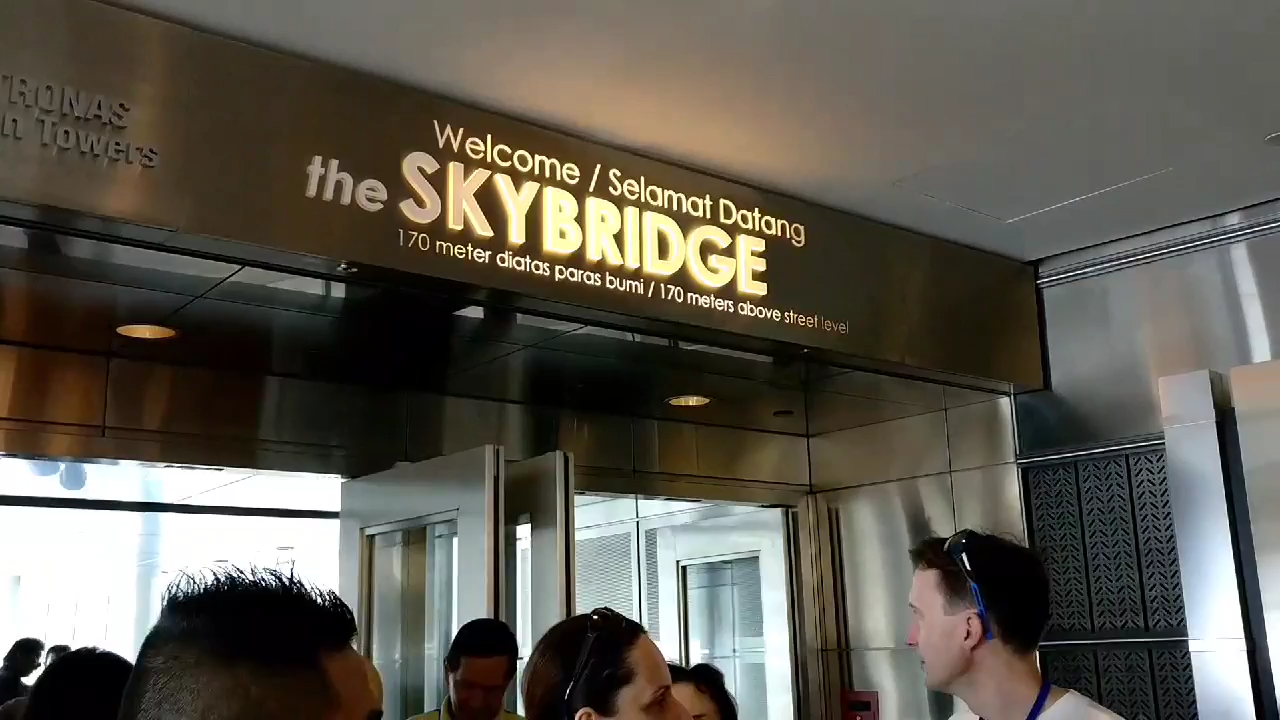 TRONAS
n Towers
Welcome / Selamat Datang
the SKYBRIDGE
170 meter diatas paras bumi / 170 meters above street level